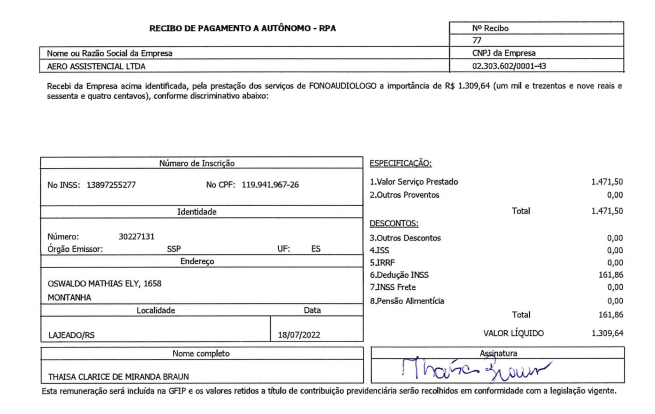 RECIBO DE PAGAMENTO A AUTÔNOMO - RPA
Nº Recibo
77
Nome ou Razão Social da Empresa
CNPJ da Empresa
AERO ASSISTENCIAL LTDA
02.303.602/0001-43
Recebi da Empresa acima identificada, pela prestação dos serviços de FONOAUDIOLOGO a importância de R$ 1.309,64 (um mil e trezentos e nove reais e
sessenta e quatro centavos), conforme discriminativo abaixo:
Número de Inscrição
No INSS: 13897255277 No CPF: 119.941.967-26
Identidade
Número: 30227131
Órgão Emissor: SSP UF: ES
Endereço
OSWALDO MATHIAS ELY, 1658
MONTANHA
Localidade Data
LAJEADO/RS 18/07/2022
Nome completo
THAISA CLARICE DE MIRANDA BRAUN
ESPECIFICAÇÃO:
1.Valor Serviço Prestado 1.471,50
2.Outros Proventos 0,00
Total 1.471,50
DESCONTOS:
3.Outros Descontos 0,00
4.ISS 0,00
5.IRRF 0,00
6.Dedução INSS 161,86
7.INSS Frete 0,00
8.Pensão Alimentícia 0,00
Total 161,86
VALOR LÍQUIDO 1.309,64
Assinatura
Thaísa Braun
Esta remuneração será incluída na GFIP e os valores retidos a título de contribuição previdenciária serão recolhidos em conformidade com a legislação vigente.